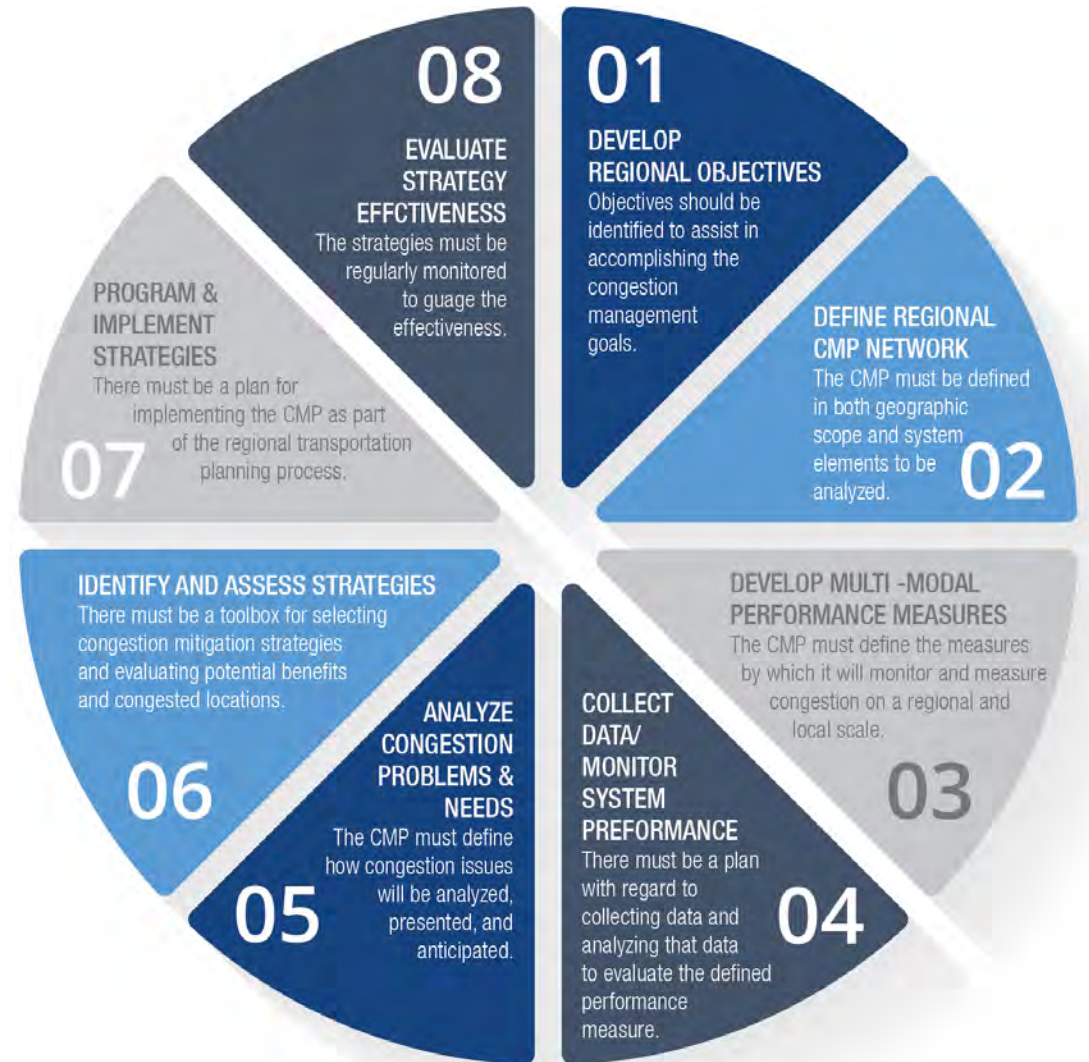 01
DEVELOP
REGIONAL OBJECTIVES
Objectives should be
identified to assist in
accomplishing the
congestion
management
goals.
DEFINE REGIONAL
CMP NETWORK
The CMP must be defined
in both geographic
scope and system
elements to be
analyzed.
02
DEVELOP MULTI -MODAL
PERFORMANCE MEASURES
The CMP must define the measures
by which it will monitor and measure
congestion on a regional and
local scale.
03
COLLECT
DATA/
MONITOR
SYSTEM
PREFORMANCE
There must be a plan
with regard to
collecting data and
analyzing that data
to evaluate the defined
performance
measure.
04
ANALYZE
CONGESTION
PROBLEMS &
NEEDS
The CMP must define
how congestion issues
will be analyzed,
presented, and
anticipated.
05
IDENTIFY AND ASSESS STRATEGIES
There must be a toolbox for selecting
congestion mitigation strategies
and evaluating potential benefits
and congested locations.
06
PROGRAM &
IMPLEMENT
STRATEGIES
There must be a plan for
implementing the CMP as part
of the regional transportation
planning process.
07
08
EVALUATE
STRATEGY
EFFCTIVENESS
The strategies must be
regularly monitored
to guage the
effectiveness.